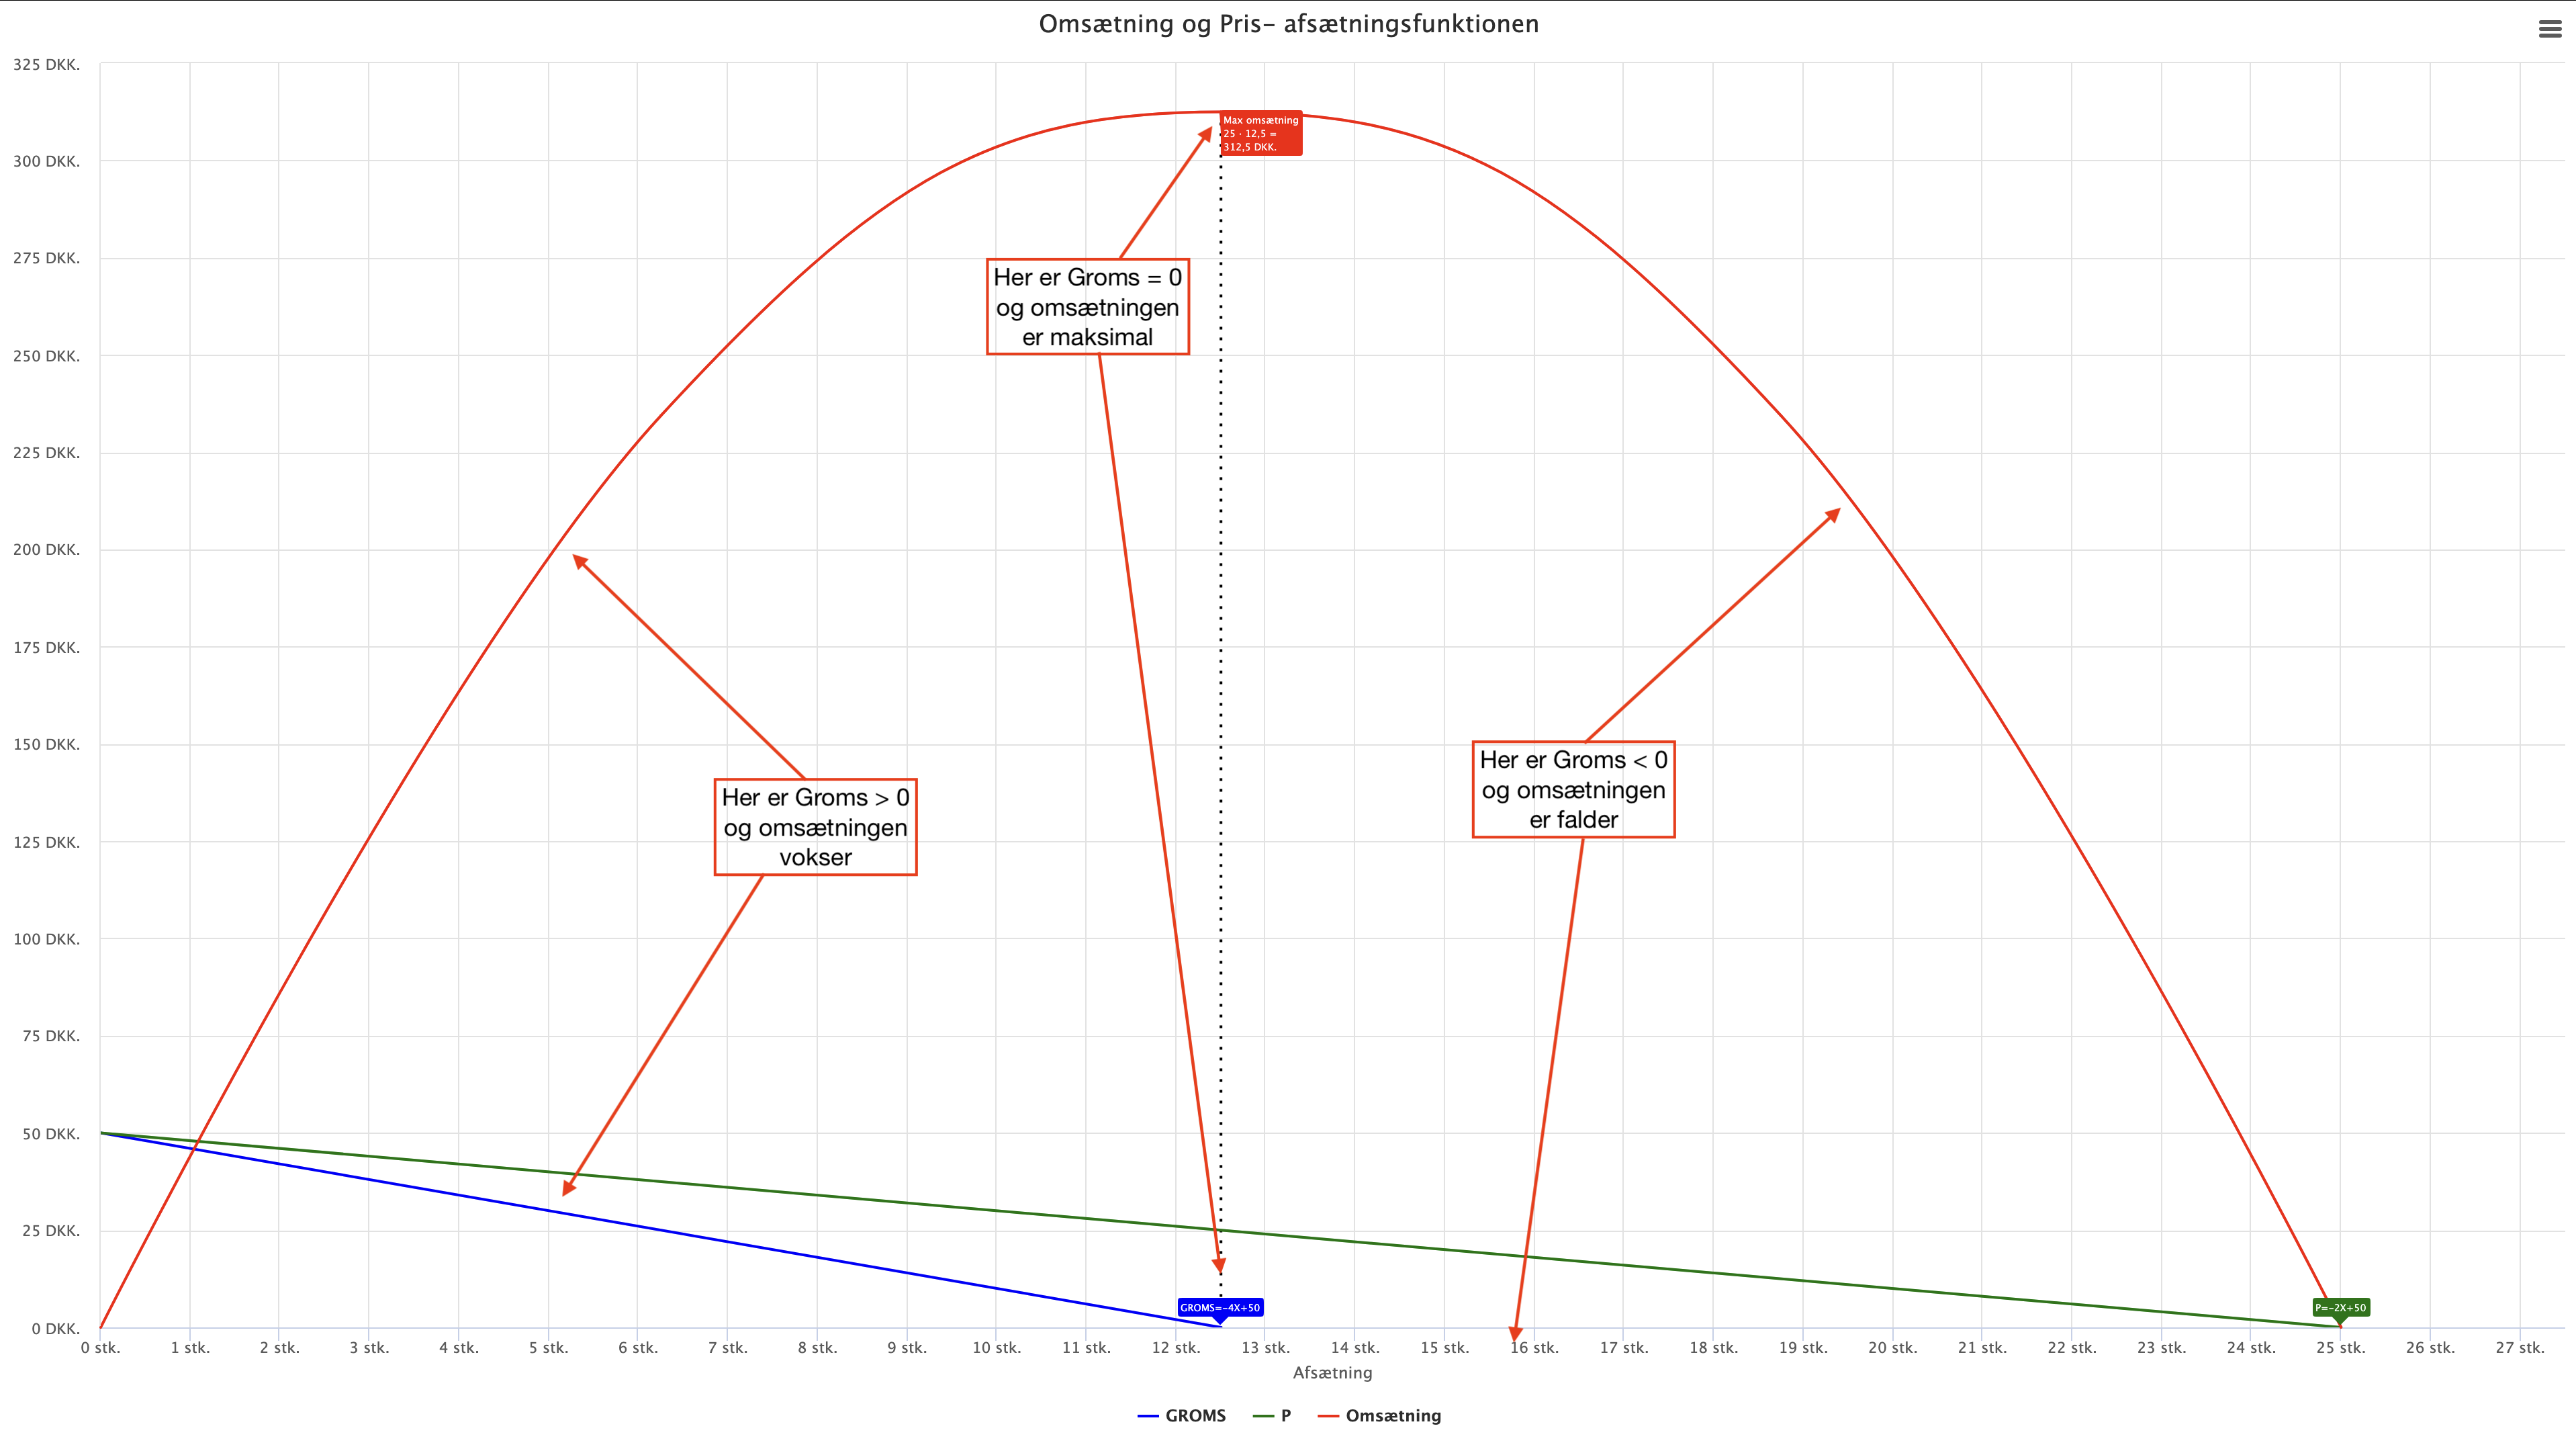 Omsætning og Pris- afsætningsfunktionen
325 DKK.
300 DKK.
275 DKK.
250 DKK.
225 DKK.
200 DKK.
175 DKK.
150 DKK.
125 DKK.
100 DKK.
75 DKK.
50 DKK.
25 DKK.
0 DKK.
Max omsætning
25 · 12,5 =
312,5 DKK.
Her er Groms = 0
og omsætningen
er maksimal
Her er Groms > 0
og omsætningen
vokser
Her er Groms < 0
og omsætningen
er falder
GROMS=-4X+50
P=-2X+50
0 stk. 1 stk. 2 stk. 3 stk. 4 stk. 5 stk. 6 stk. 7 stk. 8 stk. 9 stk. 10 stk. 11 stk. 12 stk. 13 stk. 14 stk. 15 stk. 16 stk. 17 stk. 18 stk. 19 stk. 20 stk. 21 stk. 22 stk. 23 stk. 24 stk. 25 stk. 26 stk. 27 stk.
Afsætning
GROMS P Omsætning